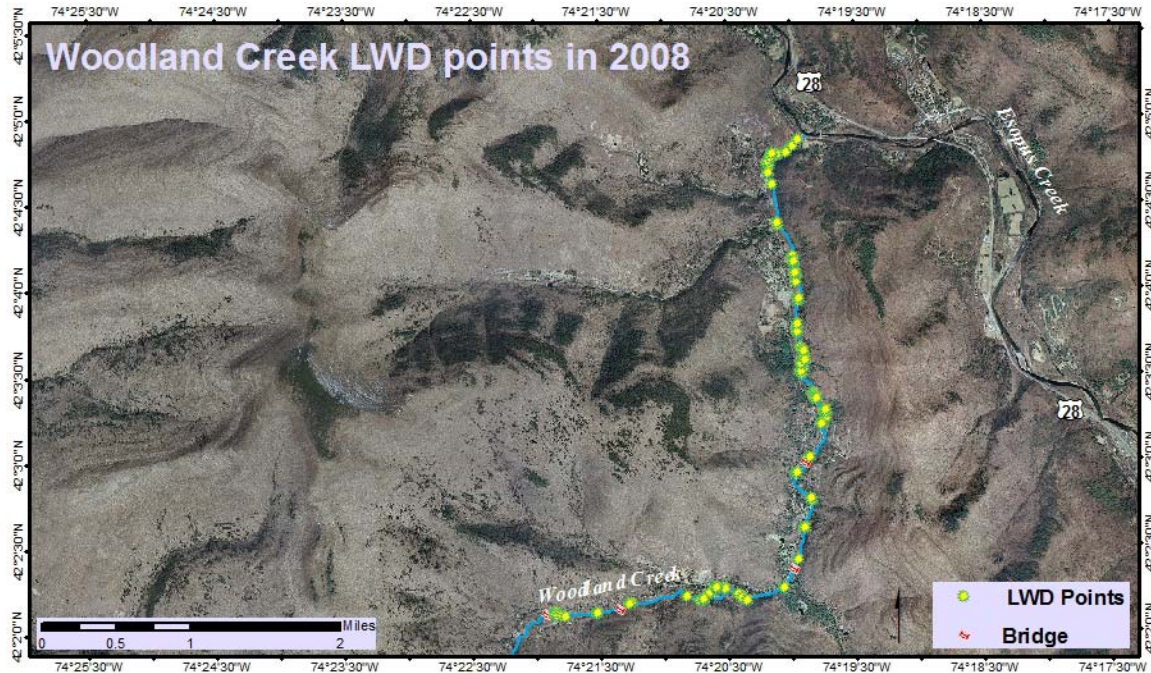 74°25'30"W 74°24'30"W 74°23'30"W 74°22'30"W 74°21'30"W 74°20'30"W 74°19'30"W 74°18'30"W 74°17'30"W
Woodland Creek LWD points in 2008
28
Esopus Creek
28
Woodland Creek
LWD Points
Bridge
Miles
0 0.5 1 2
42°5'30"N
42°5'0"N
42°4'30"N
42°4'0"N
42°3'30"N
42°3'0"N
42°2'30"N
42°2'0"N
74°25'30"W 74°24'30"W 74°23'30"W 74°22'30"W 74°21'30"W 74°20'30"W 74°19'30"W 74°18'30"W 74°17'30"W